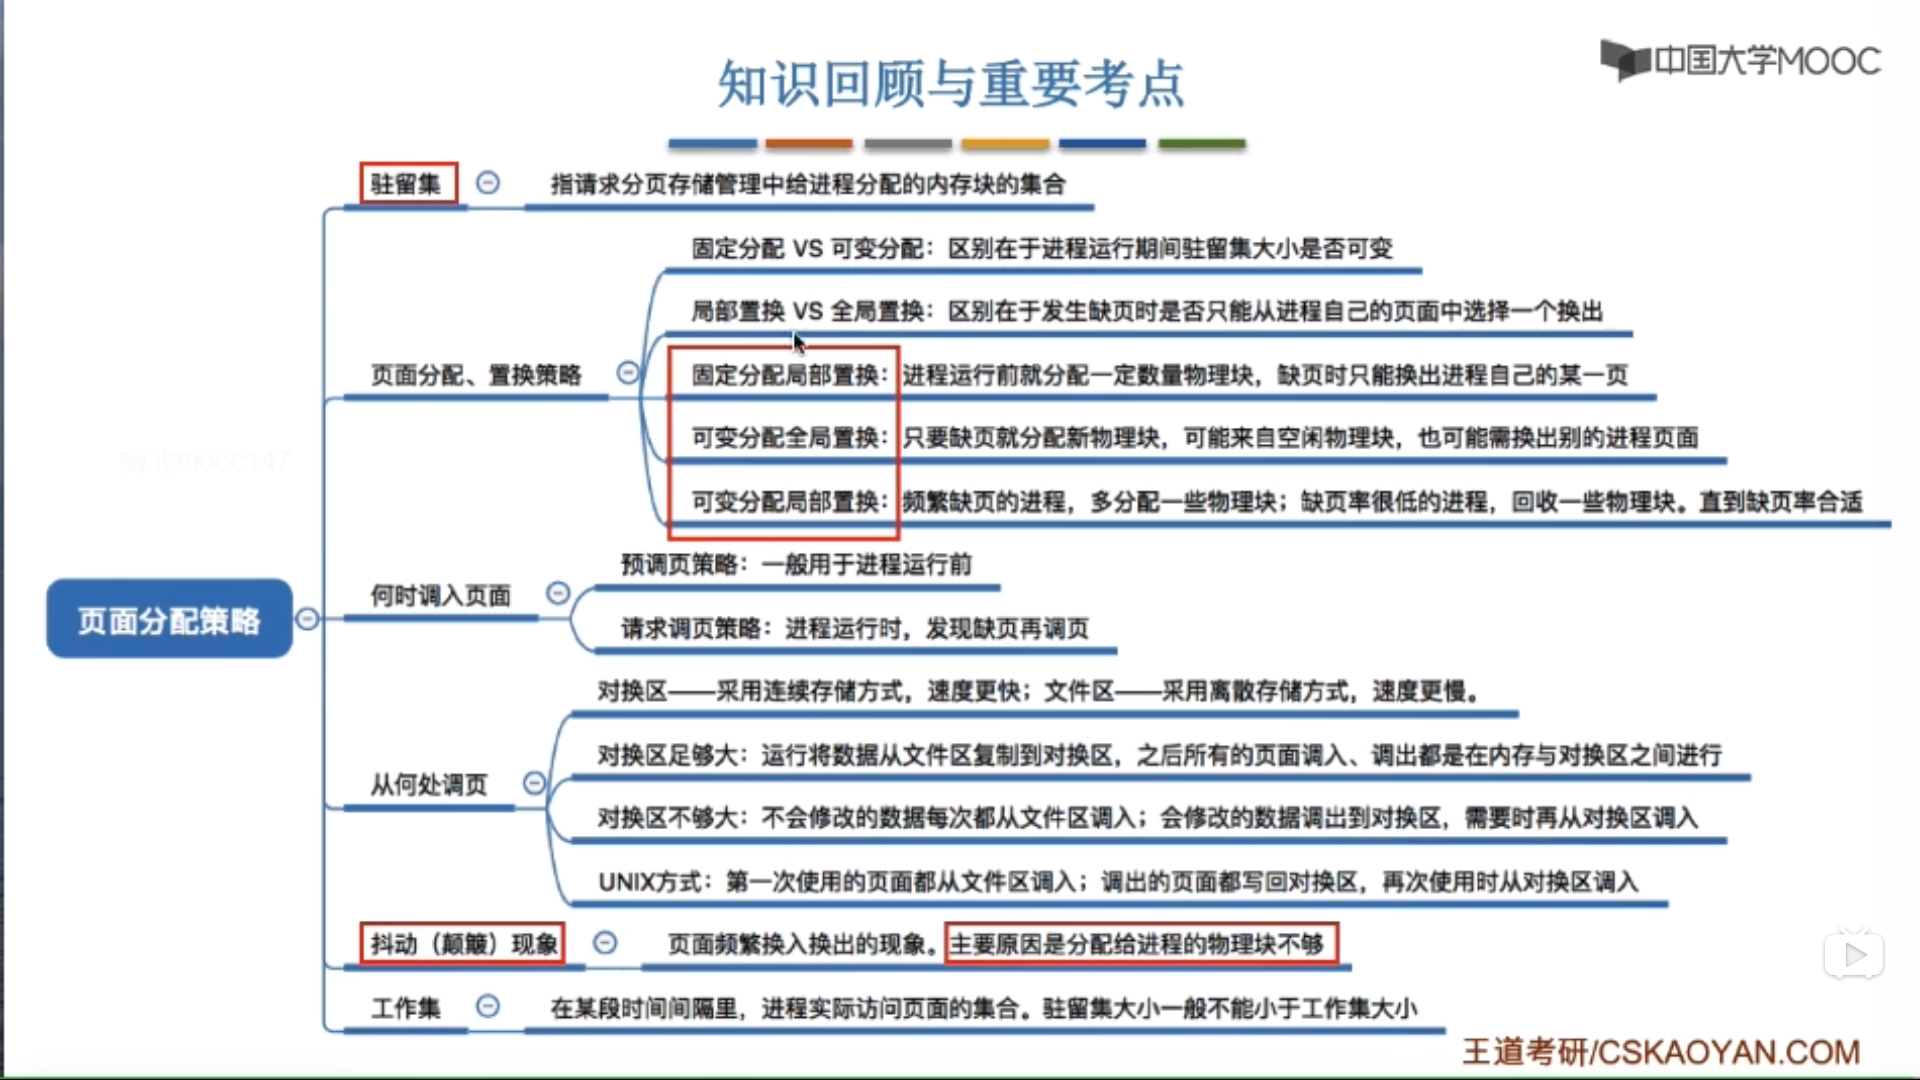 中国大学MOOC
知识回顾与重要考点
驻留集
指请求分页存储管理中给进程分配的内存块的集合
固定分配 VS 可变分配：区别在于进程运行期间驻留集大小是否可变
局部置换 VS 全局置换：区别在于发生缺页时是否只能从进程自己的页面中选择一个换出
页面分配、置换策略
固定分配局部置换：进程运行前就分配一定数量物理块，缺页时只能换出进程自己的某一页
可变分配全局置换：只要缺页就分配新物理块，可能来自空闲物理块，也可能需换出别的进程页面
南北mooc147
可变分配局部置换：频繁缺页的进程，多分配一些物理块；缺页率很低的进程，回收一些物理块。直到缺页率合适
预调页策略：一般用于进程运行前
何时调入页面
页面分配策略
请求调页策略：进程运行时，发现缺页再调页
对换区——采用连续存储方式，速度更快；文件区——采用离散存储方式，速度更慢。
对换区足够大：运行将数据从文件区复制到对换区，之后所有的页面调入、调出都是在内存与对换区之间进行
从何处调页
对换区不够大：不会修改的数据每次都从文件区调入；会修改的数据调出到对换区，需要时再从对换区调入
UNIX方式：第一次使用的页面都从文件区调入；调出的页面都写回对换区，再次使用时从对换区调入
抖动（颠簸）现象
页面频繁换入换出的现象。主要原因是分配给进程的物理块不够
工作集
在某段时间间隔里，进程实际访问页面的集合。驻留集大小一般不能小于工作集大小
王道考研/CSKAOYAN.COM